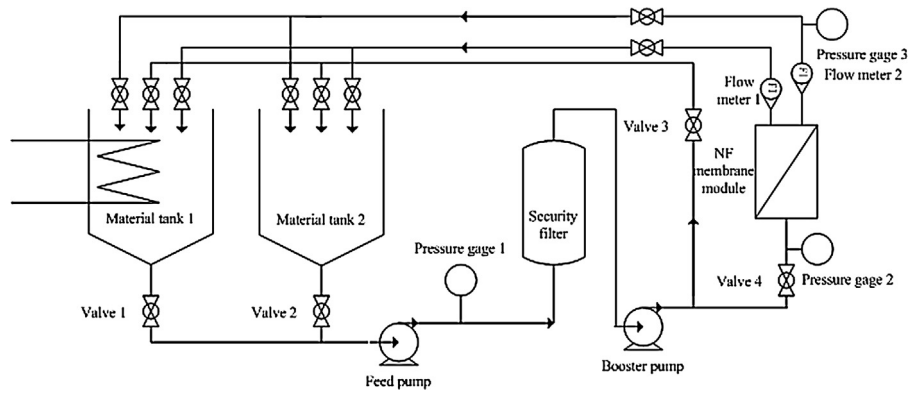 Pressure gage 3
Flow meter 2
Flow
meter 1
FI
FI
Valve 3
NF
membrane
module
Material tank 1
Material tank 2
Security
filter
Pressure gage 1
Valve 4
Pressure gage 2
Valve 1
Valve 2
Feed pump
Booster pump